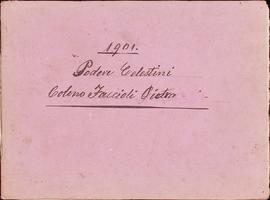 1901.
Podere Celestini
Colono Faccioli Pietro